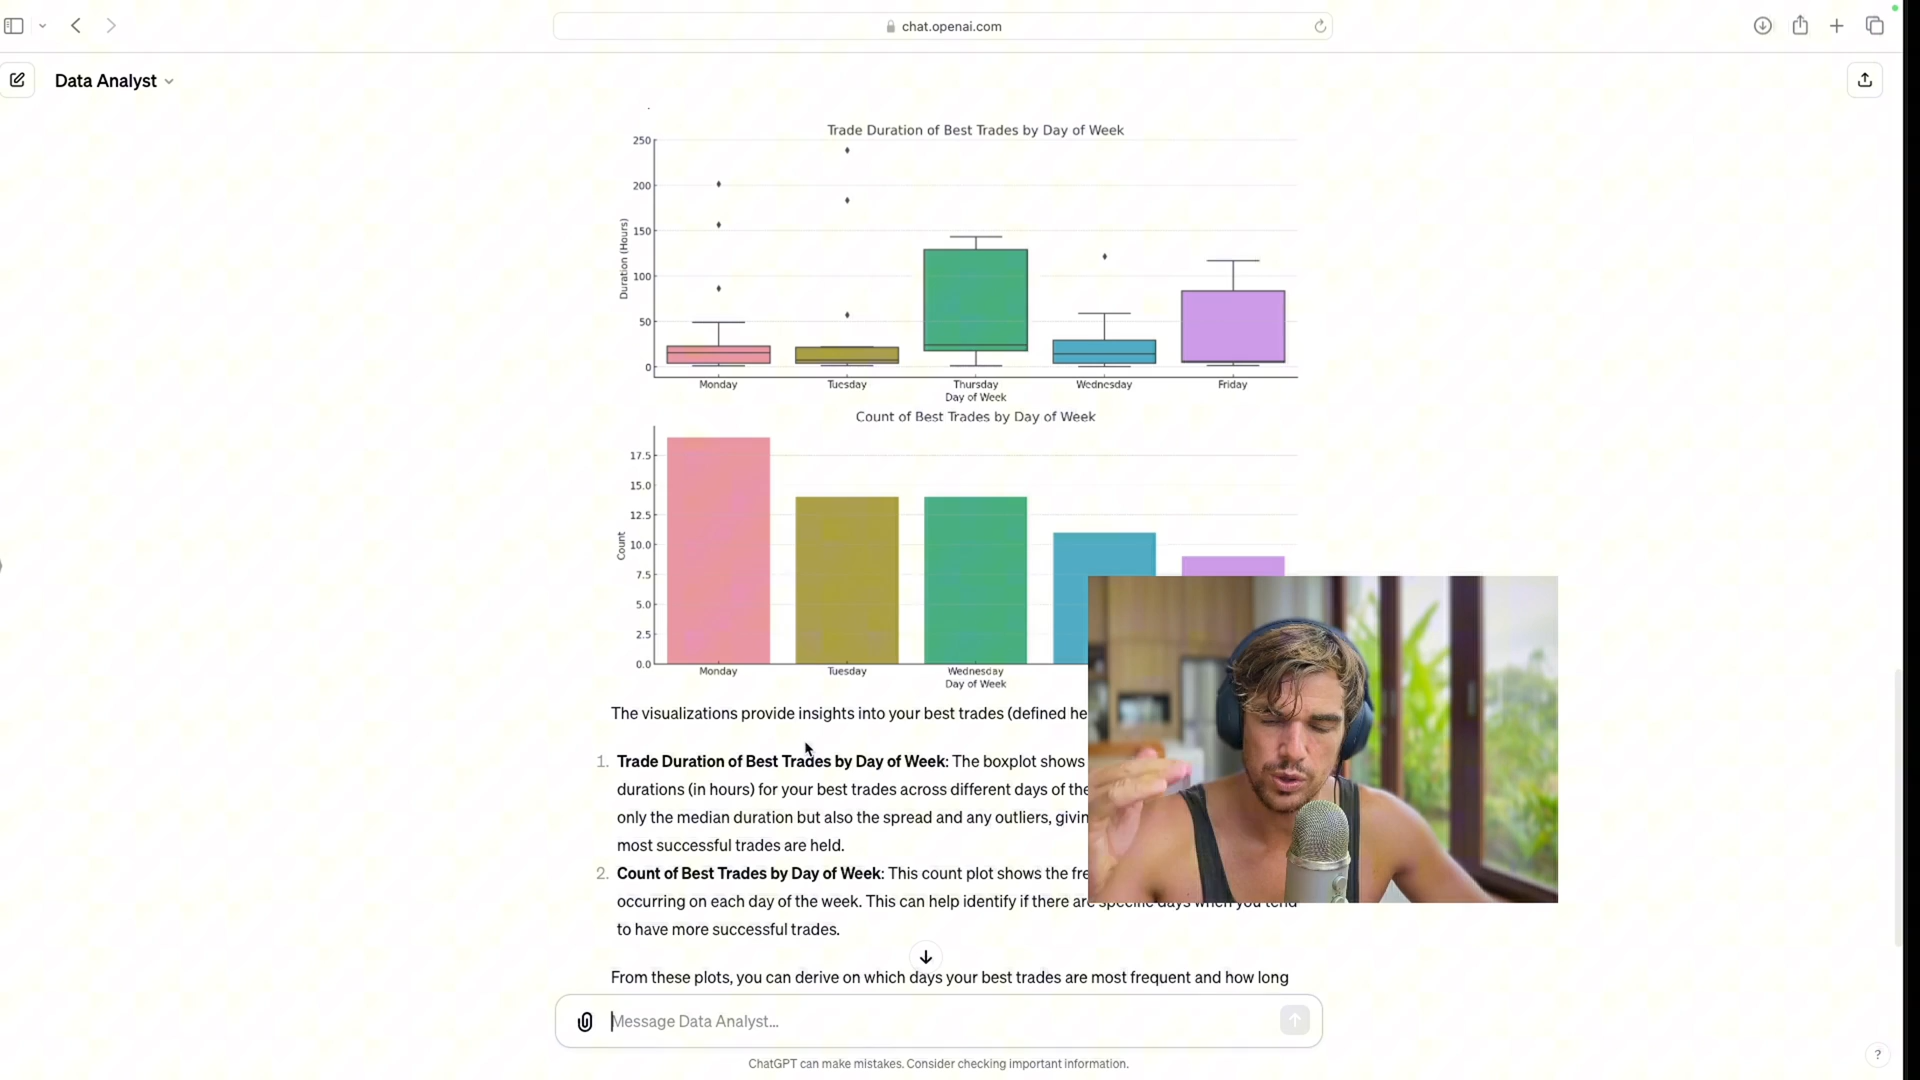 chat.openai.com
Data Analyst
Trade Duration of Best Trades by Day of Week
250
200
150
100
50
0
Duration (Hours)
Monday
Tuesday
Thursday
Wednesday
Friday
Day of Week
Count of Best Trades by Day of Week
17.5
15.0
12.5
10.0
7.5
5.0
2.5
0.0
Count
Monday
Tuesday
Wednesday
Day of Week
The visualizations provide insights into your best trades (defined he
1. Trade Duration of Best Trades by Day of Week: The boxplot shows
durations (in hours) for your best trades across different days of the
only the median duration but also the spread and any outliers, givin
most successful trades are held.
2. Count of Best Trades by Day of Week: This count plot shows the fre
occurring on each day of the week. This can help identify if there are specific days when you tend
to have more successful trades.
From these plots, you can derive on which days your best trades are most frequent and how long
Message Data Analyst...
ChatGPT can make mistakes. Consider checking important information.
?